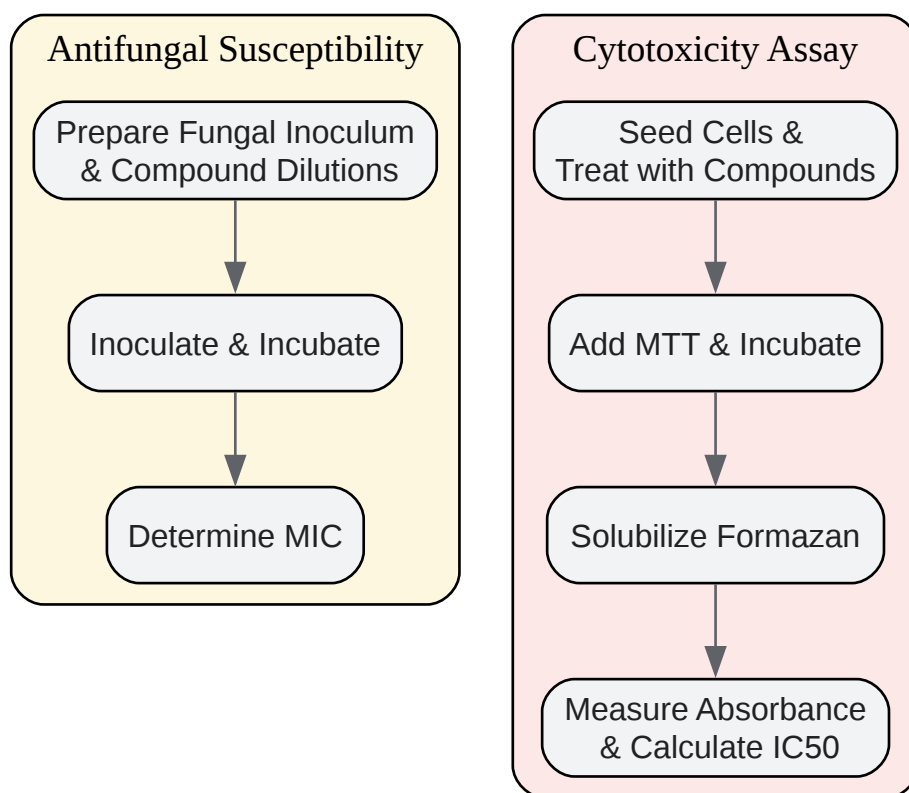 Antifungal Susceptibility
Prepare Fungal Inoculum
& Compound Dilutions
Inoculate & Incubate
Determine MIC
Cytotoxicity Assay
Seed Cells &
Treat with Compounds
Add MTT & Incubate
Solubilize Formazan
Measure Absorbance
& Calculate IC50